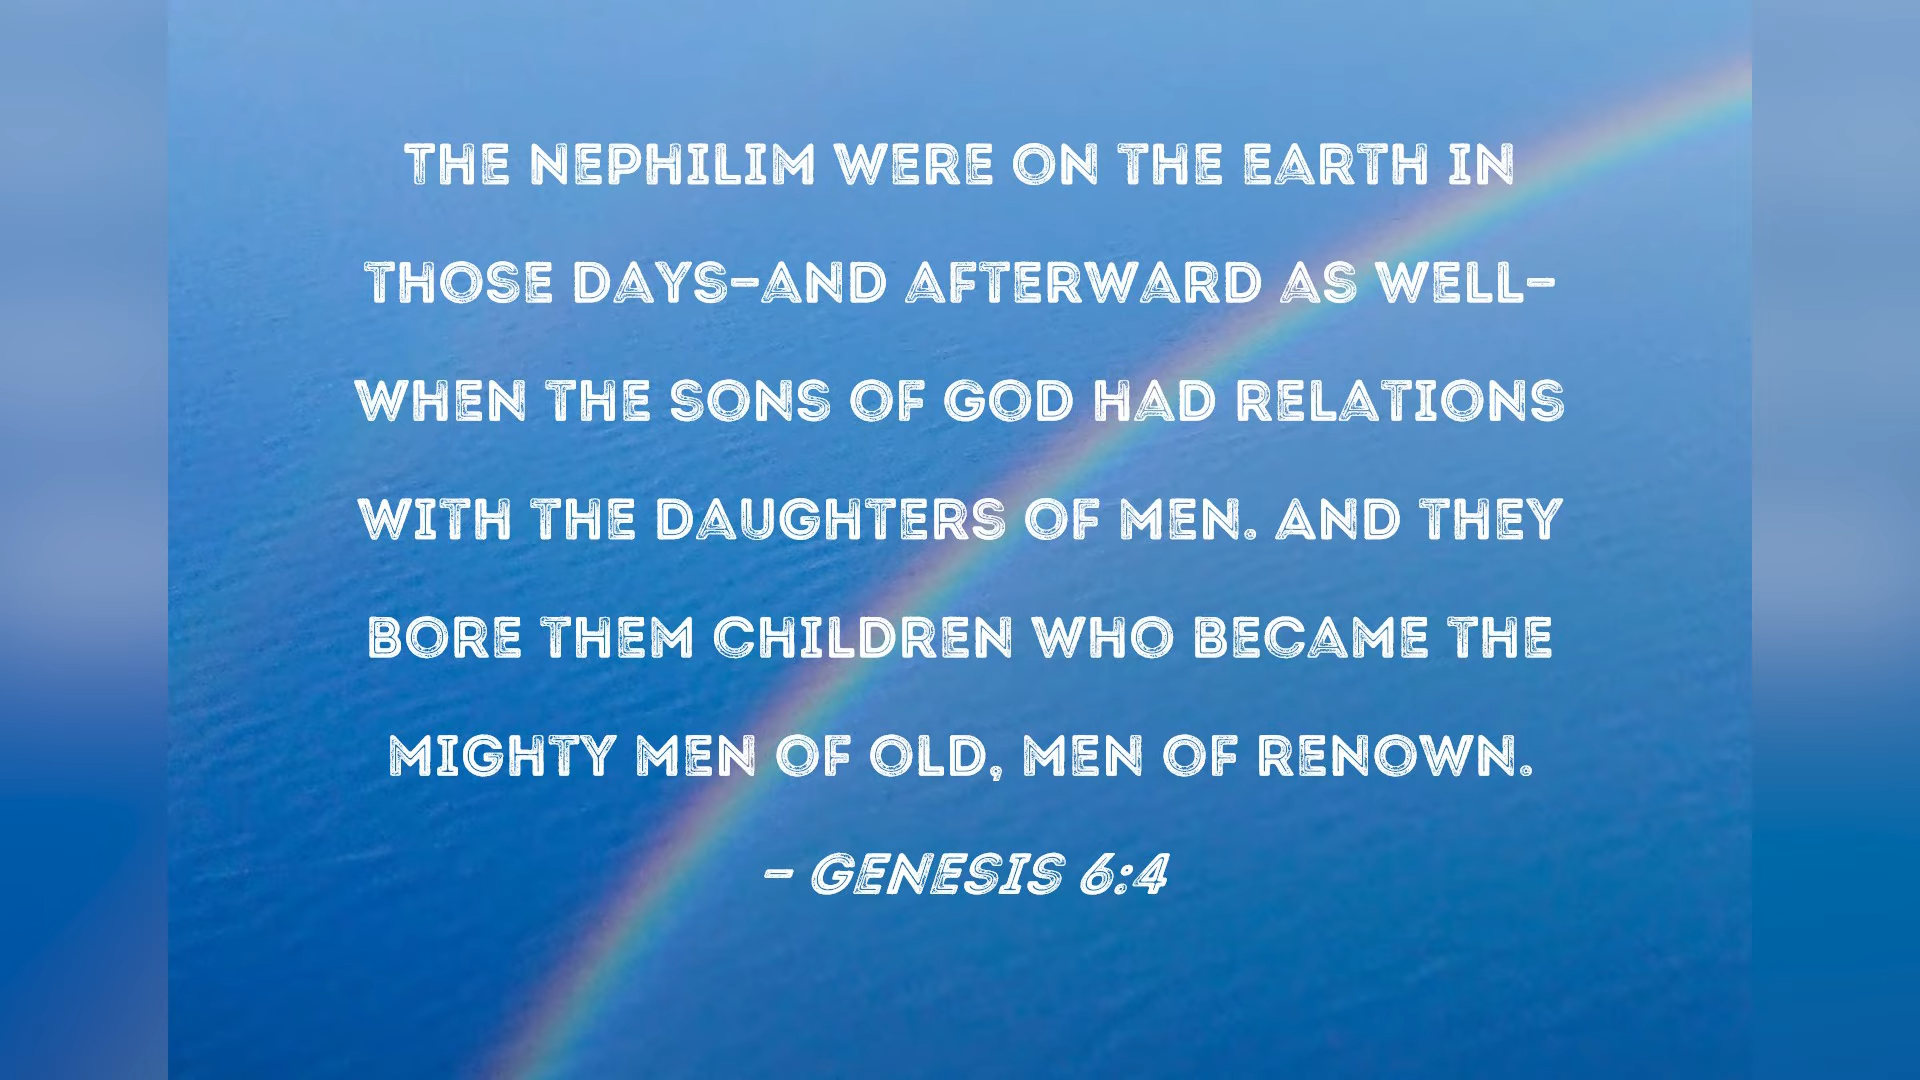 THE NEPHILIM WERE ON THE EARTH IN
THOSE DAYS—AND AFTERWARD AS WELL—
WHEN THE SONS OF GOD HAD RELATIONS
WITH THE DAUGHTERS OF MEN. AND THEY
BORE THEM CHILDREN WHO BECAME THE
MIGHTY MEN OF OLD, MEN OF RENOWN.
- GENESIS 6:4